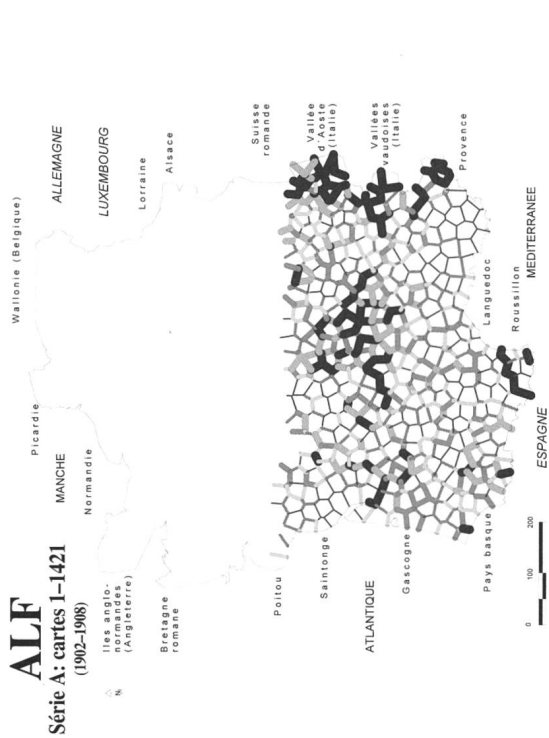 ALF
Série A: cartes 1–1421
(1902–1908)
Wallonie (Belgique)
ALLEMAGNE
LUXEMBOURG
Lorraine
Alsace
Picardie
MANCHE
Normandie
Iles anglo-
normandes
(Angleterre)
Bretagne
romane
N
Suisse
romande
Vallée
d'Aoste
(Italie)
Vallées
vaudoises
(Italie)
Provence
Poitou
Saintonge
ATLANTIQUE
Gascogne
Pays basque
Languedoc
Roussillon
MEDITERRANEE
ESPAGNE
0 100 200